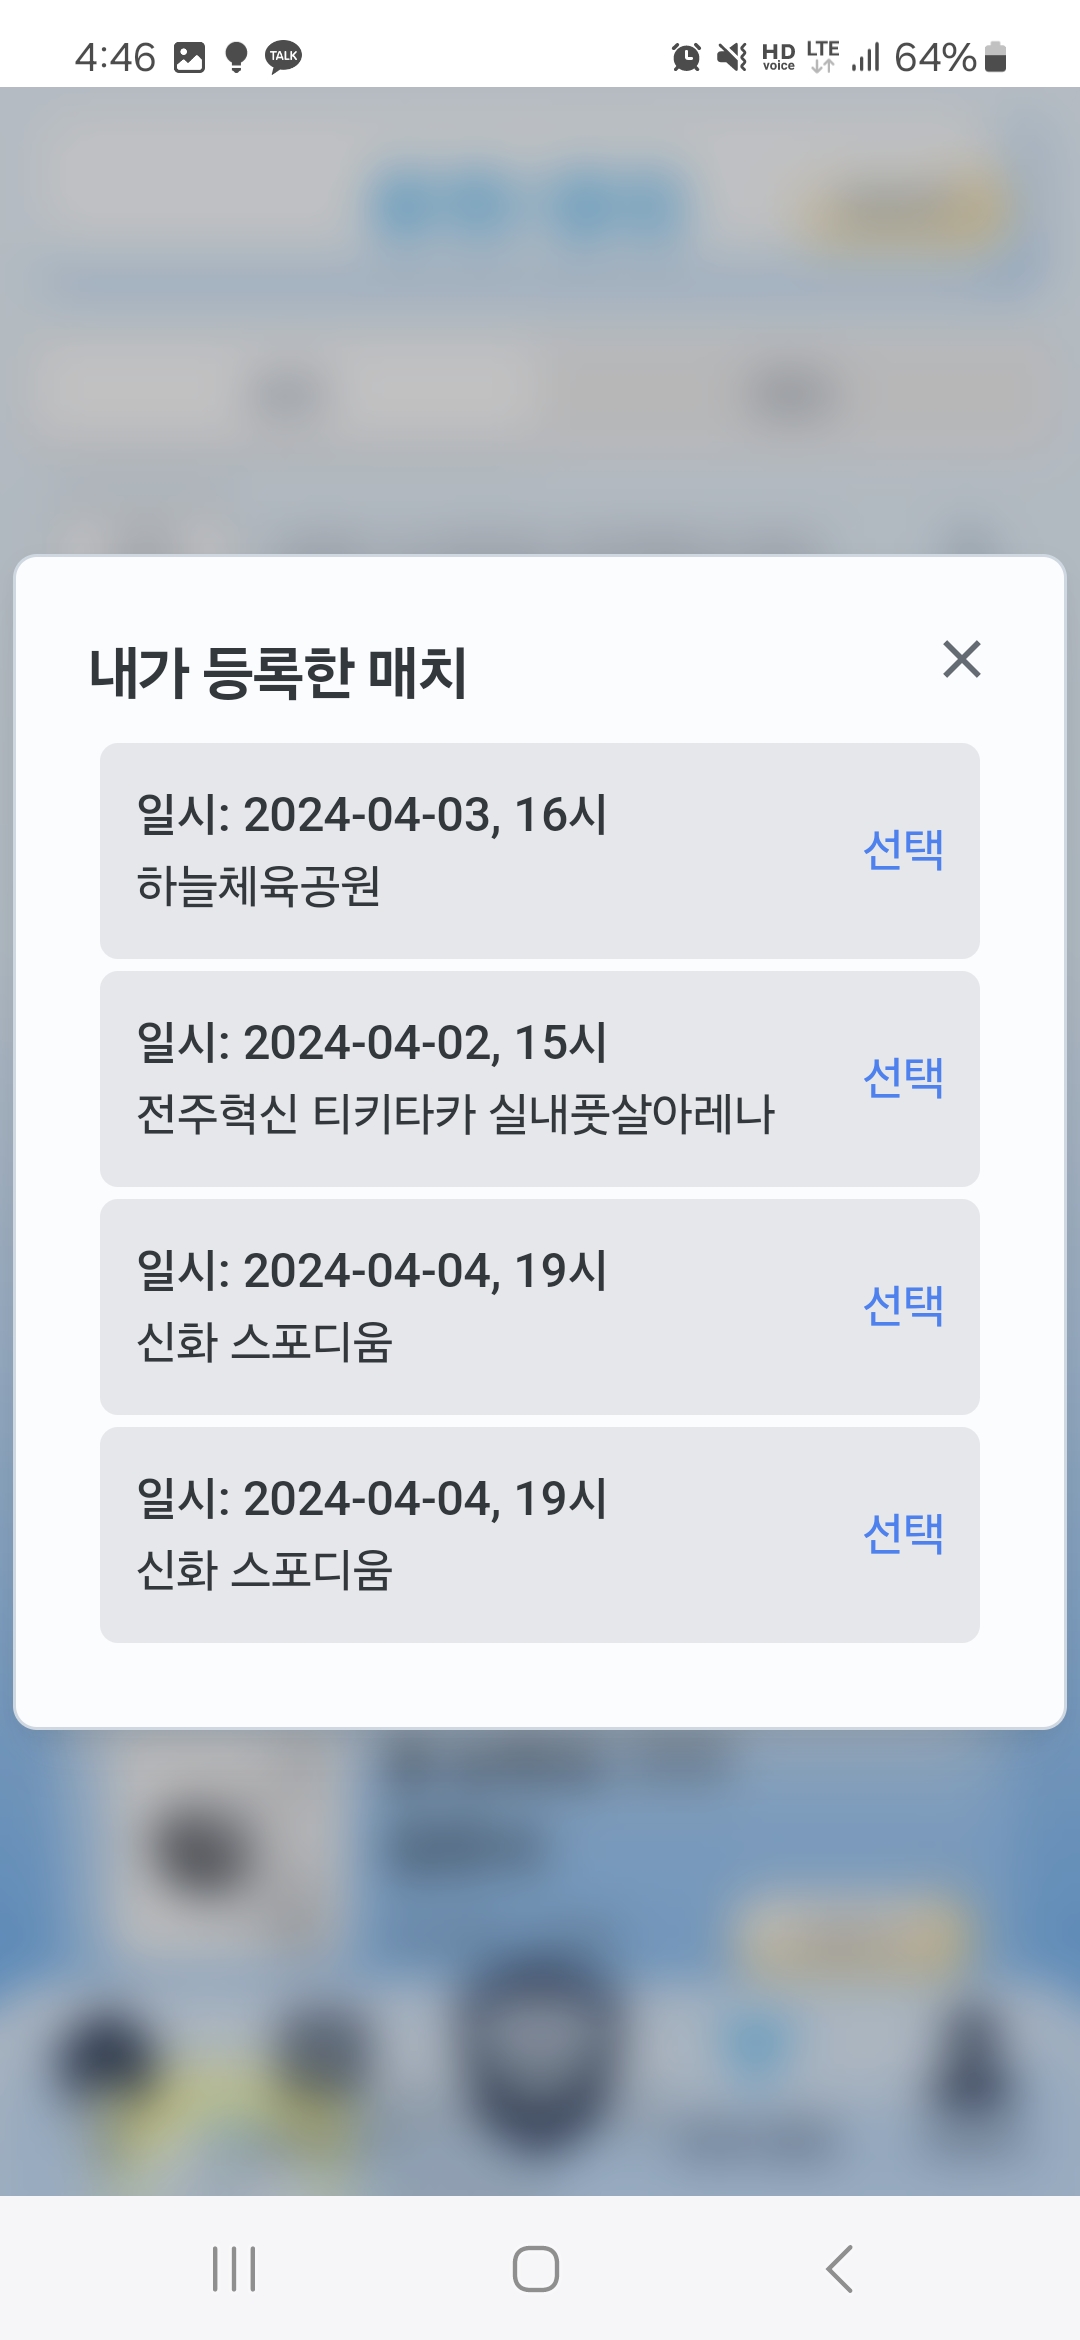 4:46
TALK
HD voice
LTE
64%
내가 등록한 매치
일시: 2024-04-03, 16시
하늘체육공원
선택
일시: 2024-04-02, 15시
전주혁신 티키타카 실내풋살아레나
선택
일시: 2024-04-04, 19시
신화 스포디움
선택
일시: 2024-04-04, 19시
신화 스포디움
선택